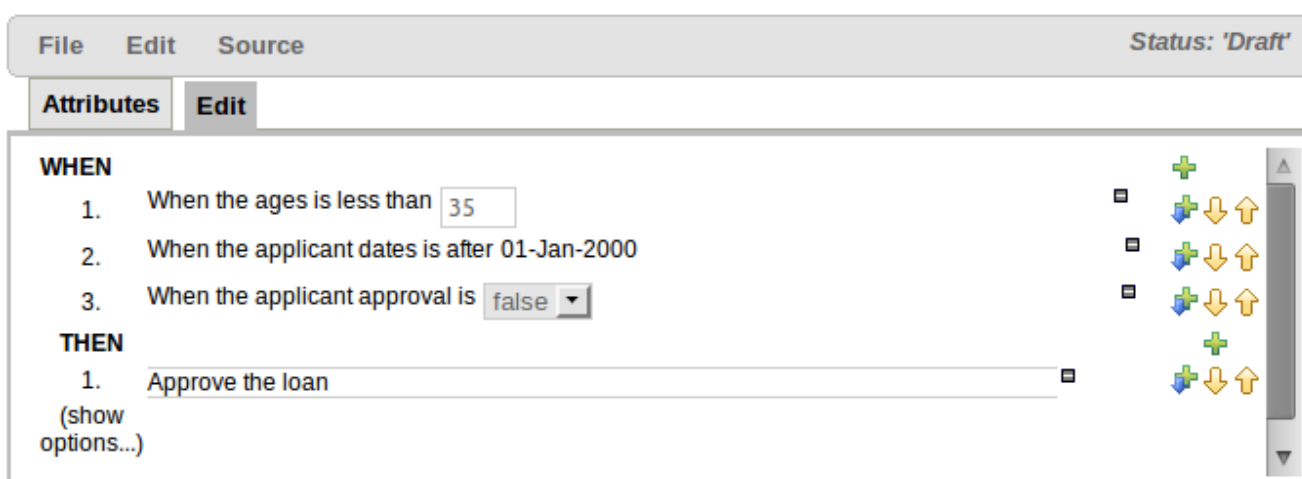 File Edit Source Status: 'Draft'
Attributes Edit
WHEN
1. When the ages is less than 35
2. When the applicant dates is after 01-Jan-2000
3. When the applicant approval is false
THEN
1. Approve the loan
(show
options...)